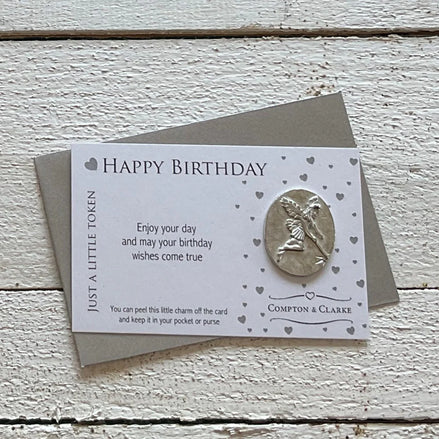 HAPPY BIRTHDAY
JUST A LITTLE TOKEN
Enjoy your day
and may your birthday
wishes come true
You can peel this little charm off the card
and keep it in your pocket or purse
COMPTON & CLARKE